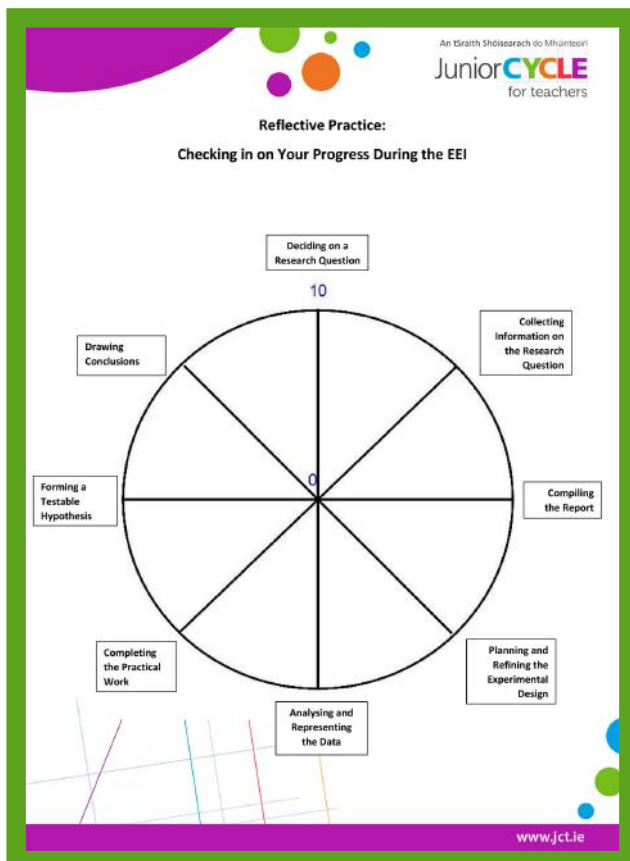 An tSraith Shóisearach do Mhúinteoirí
JuniorCYCLE
for teachers
Reflective Practice:
Checking in on Your Progress During the EEI
Deciding on a
Research Question
10
Collecting
Information on
the Research
Question
Drawing
Conclusions
0
Forming a
Testable
Hypothesis
Compiling
the Report
Completing
the Practical
Work
Planning and
Refining the
Experimental
Design
Analysing and
Representing
the Data
www.jct.ie